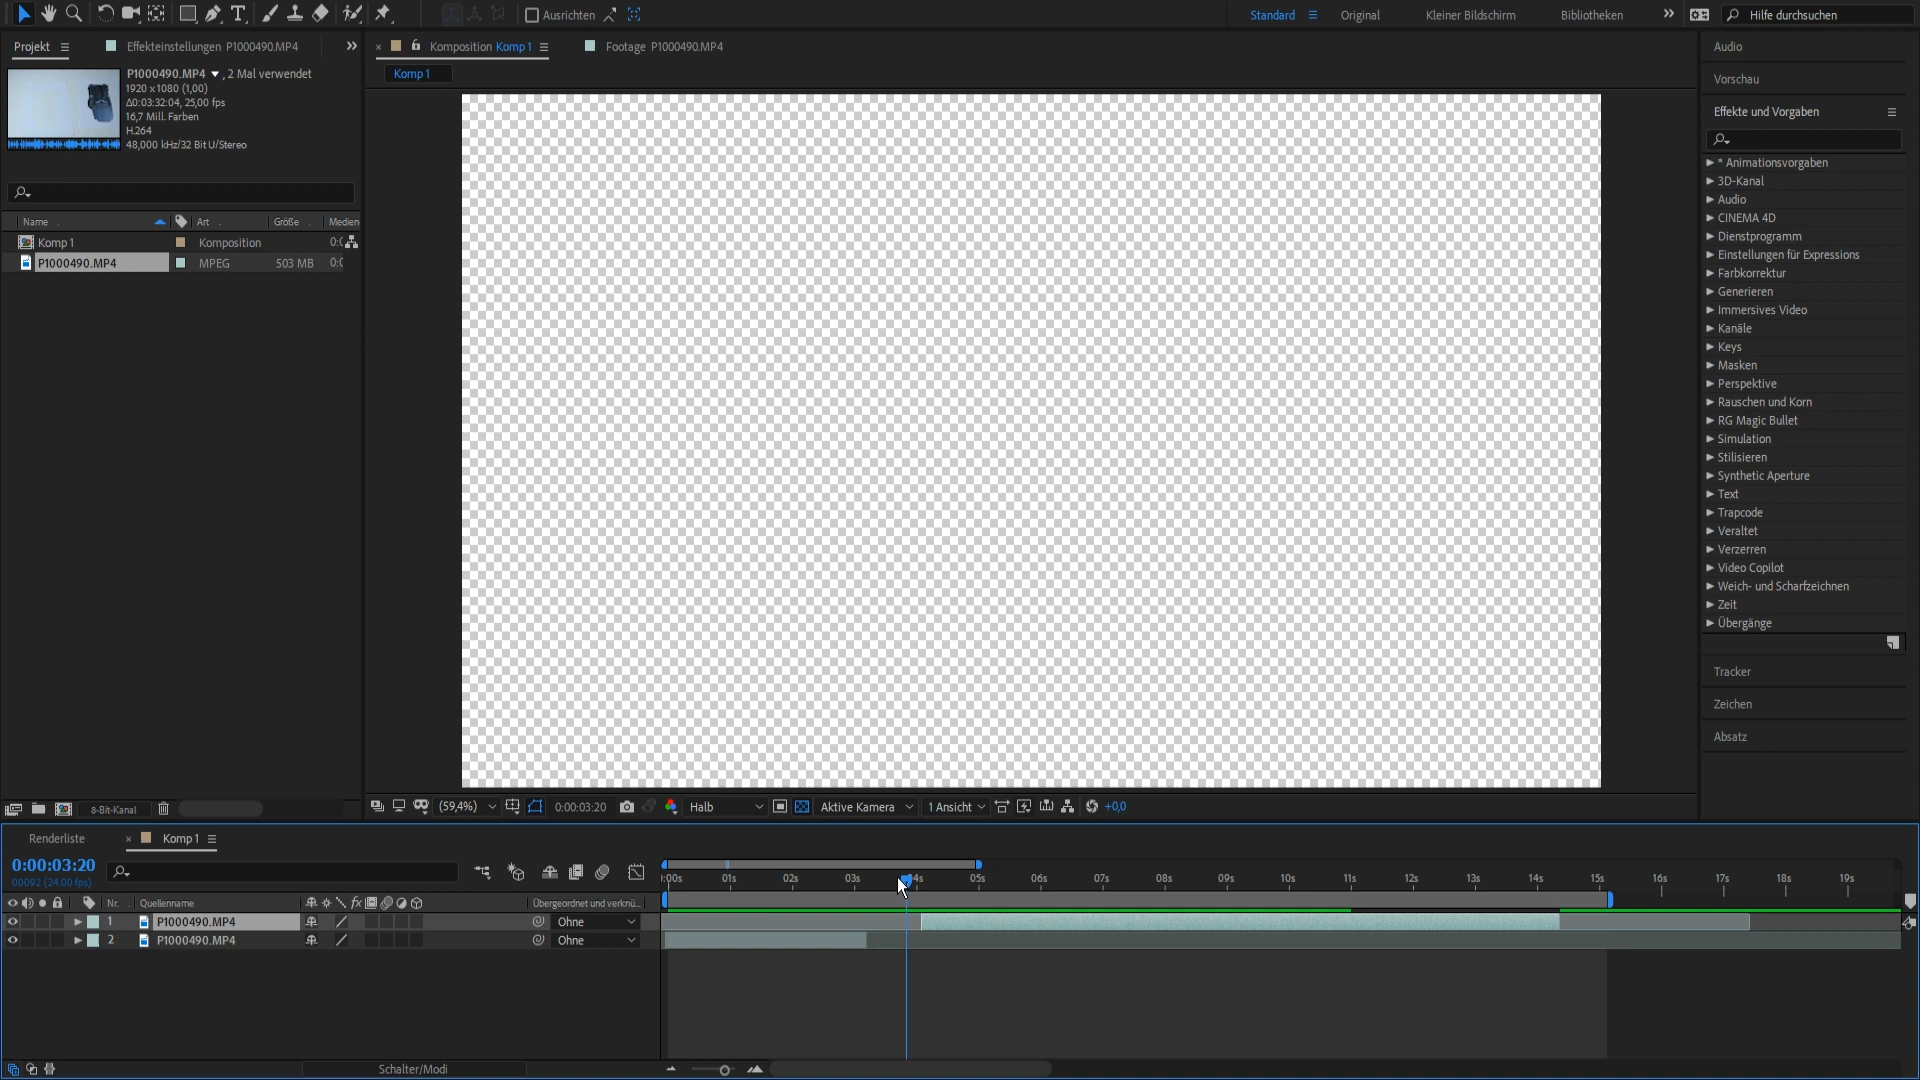 Ausrichten
Standard
Original
Kleiner Bildschirm
Bibliotheken
Hilfe durchsuchen
Projekt
Effekteinstellungen P1000490.MP4
Komposition Komp 1
Footage P1000490.MP4
Komp 1
P1000490.MP4 , 2 Mal verwendet
1920 x 1080 (1,00)
Δ0:03:32:04, 25,00 fps
16,7 Mill. Farben
H.264
48,000 kHz/32 Bit U/Stereo
Name Art Größe Medien
Komp 1 Komposition
P1000490.MP4 MPEG 503 MB
8-Bit-Kanal
(59,4%) 0:00:03:20 Halb Aktive Kamera 1 Ansicht +0,0
Audio
Vorschau
Effekte und Vorgaben
* Animationsvorgaben
3D-Kanal
Audio
CINEMA 4D
Dienstprogramm
Einstellungen für Expressions
Farbkorrektur
Generieren
Immersives Video
Kanäle
Keys
Masken
Perspektive
Rauschen und Korn
RG Magic Bullet
Simulation
Stilisieren
Synthetic Aperture
Text
Trapcode
Veraltet
Verzerren
Video Copilot
Weich- und Scharfzeichnen
Zeit
Übergänge
Tracker
Zeichen
Absatz
Renderliste
Komp 1
0:00:03:20
00092 (24.00 fps)
:00s 01s 02s 03s 04s 05s 06s 07s 08s 09s 10s 11s 12s 13s 14s 15s 16s 17s 18s 19s
Nr. Quellenname fx Übergeordnet und verknü...
1 P1000490.MP4 Ohne
2 P1000490.MP4 Ohne
Schalter/Modi